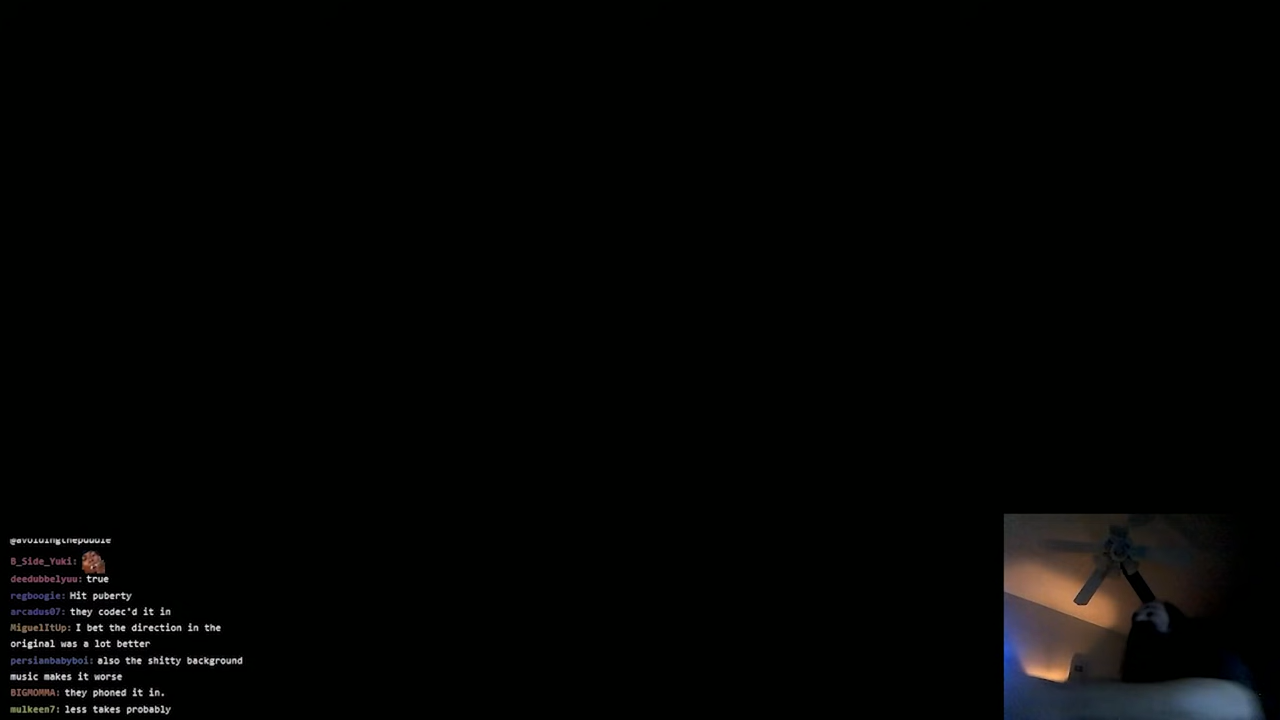 @avoidingthepuddle
B_Side_Yuki:
deedubbelyuu: true
regboogie: Hit puberty
arcadus07: they codec'd it in
MiguelItUp: I bet the direction in the
original was a lot better
persianbabyboi: also the shitty background
music makes it worse
BIGMOMMA: they phoned it in.
mulkeen7: less takes probably